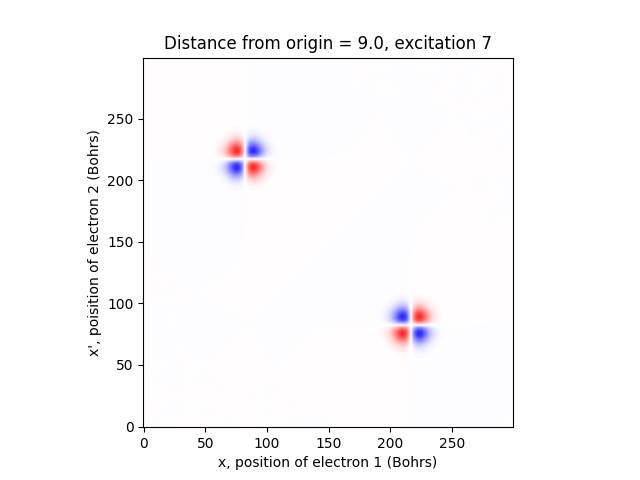 Distance from origin = 9.0, excitation 7
250
200
150
100
50
0
x', poisition of electron 2 (Bohrs)
0 50 100 150 200 250
x, position of electron 1 (Bohrs)